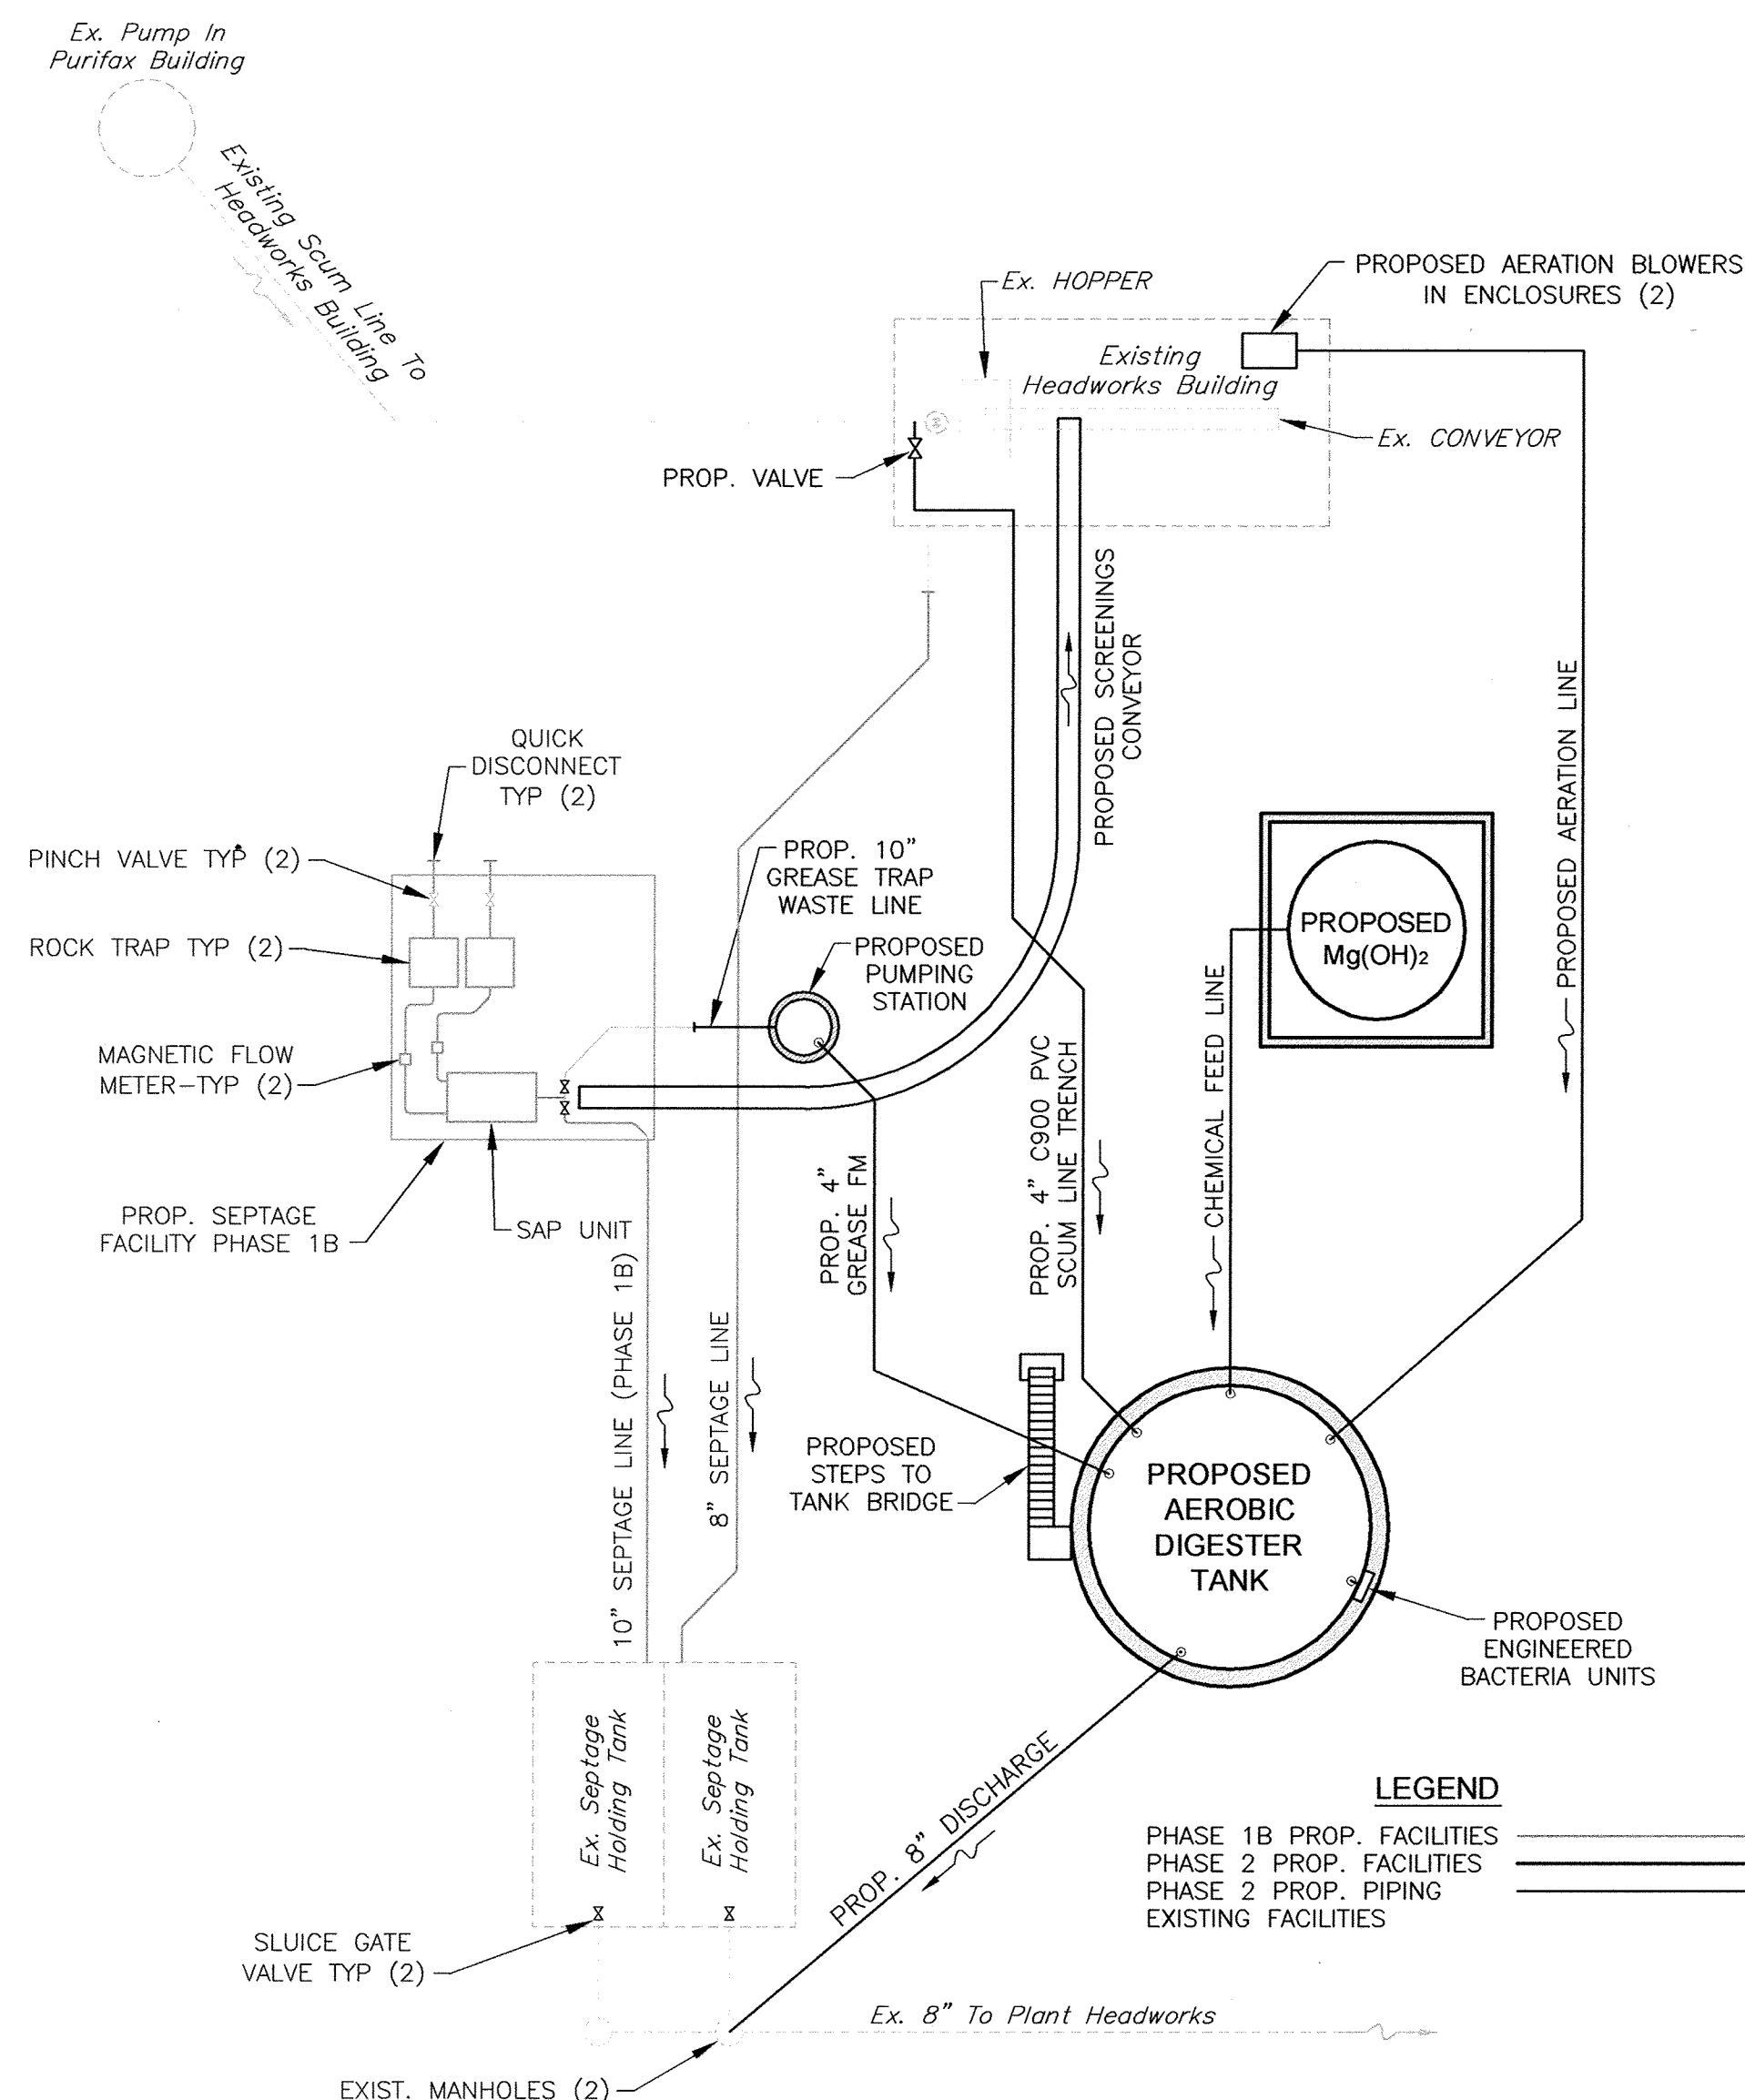 Ex. Pump In
Purifax Building
Existing Scum Line To
Headworks Building
Ex. HOPPER
PROPOSED AERATION BLOWERS
IN ENCLOSURES (2)
Existing
Headworks Building
Ex. CONVEYOR
PROP. VALVE
PROPOSED SCREENINGS
CONVEYOR
PROPOSED AERATION LINE
QUICK
DISCONNECT
TYP (2)
PINCH VALVE TYP (2)
ROCK TRAP TYP (2)
MAGNETIC FLOW
METER-TYP (2)
PROP. SEPTAGE
FACILITY PHASE 1B
SAP UNIT
PROP. 10"
GREASE TRAP
WASTE LINE
PROPOSED
PUMPING
STATION
PROPOSED
Mg(OH)2
PROP. 4"
GREASE FM
PROP. 4" C900 PVC
SCUM LINE TRENCH
CHEMICAL FEED LINE
10" SEPTAGE LINE (PHASE 1B)
8" SEPTAGE LINE
PROPOSED
STEPS TO
TANK BRIDGE
PROPOSED
AEROBIC
DIGESTER
TANK
PROPOSED
ENGINEERED
BACTERIA UNITS
Ex. Septage
Holding Tank
Ex. Septage
Holding Tank
PROP. 8" DISCHARGE
SLUICE GATE
VALVE TYP (2)
Ex. 8" To Plant Headworks
EXIST. MANHOLES (2)
LEGEND
PHASE 1B PROP. FACILITIES
PHASE 2 PROP. FACILITIES
PHASE 2 PROP. PIPING
EXISTING FACILITIES